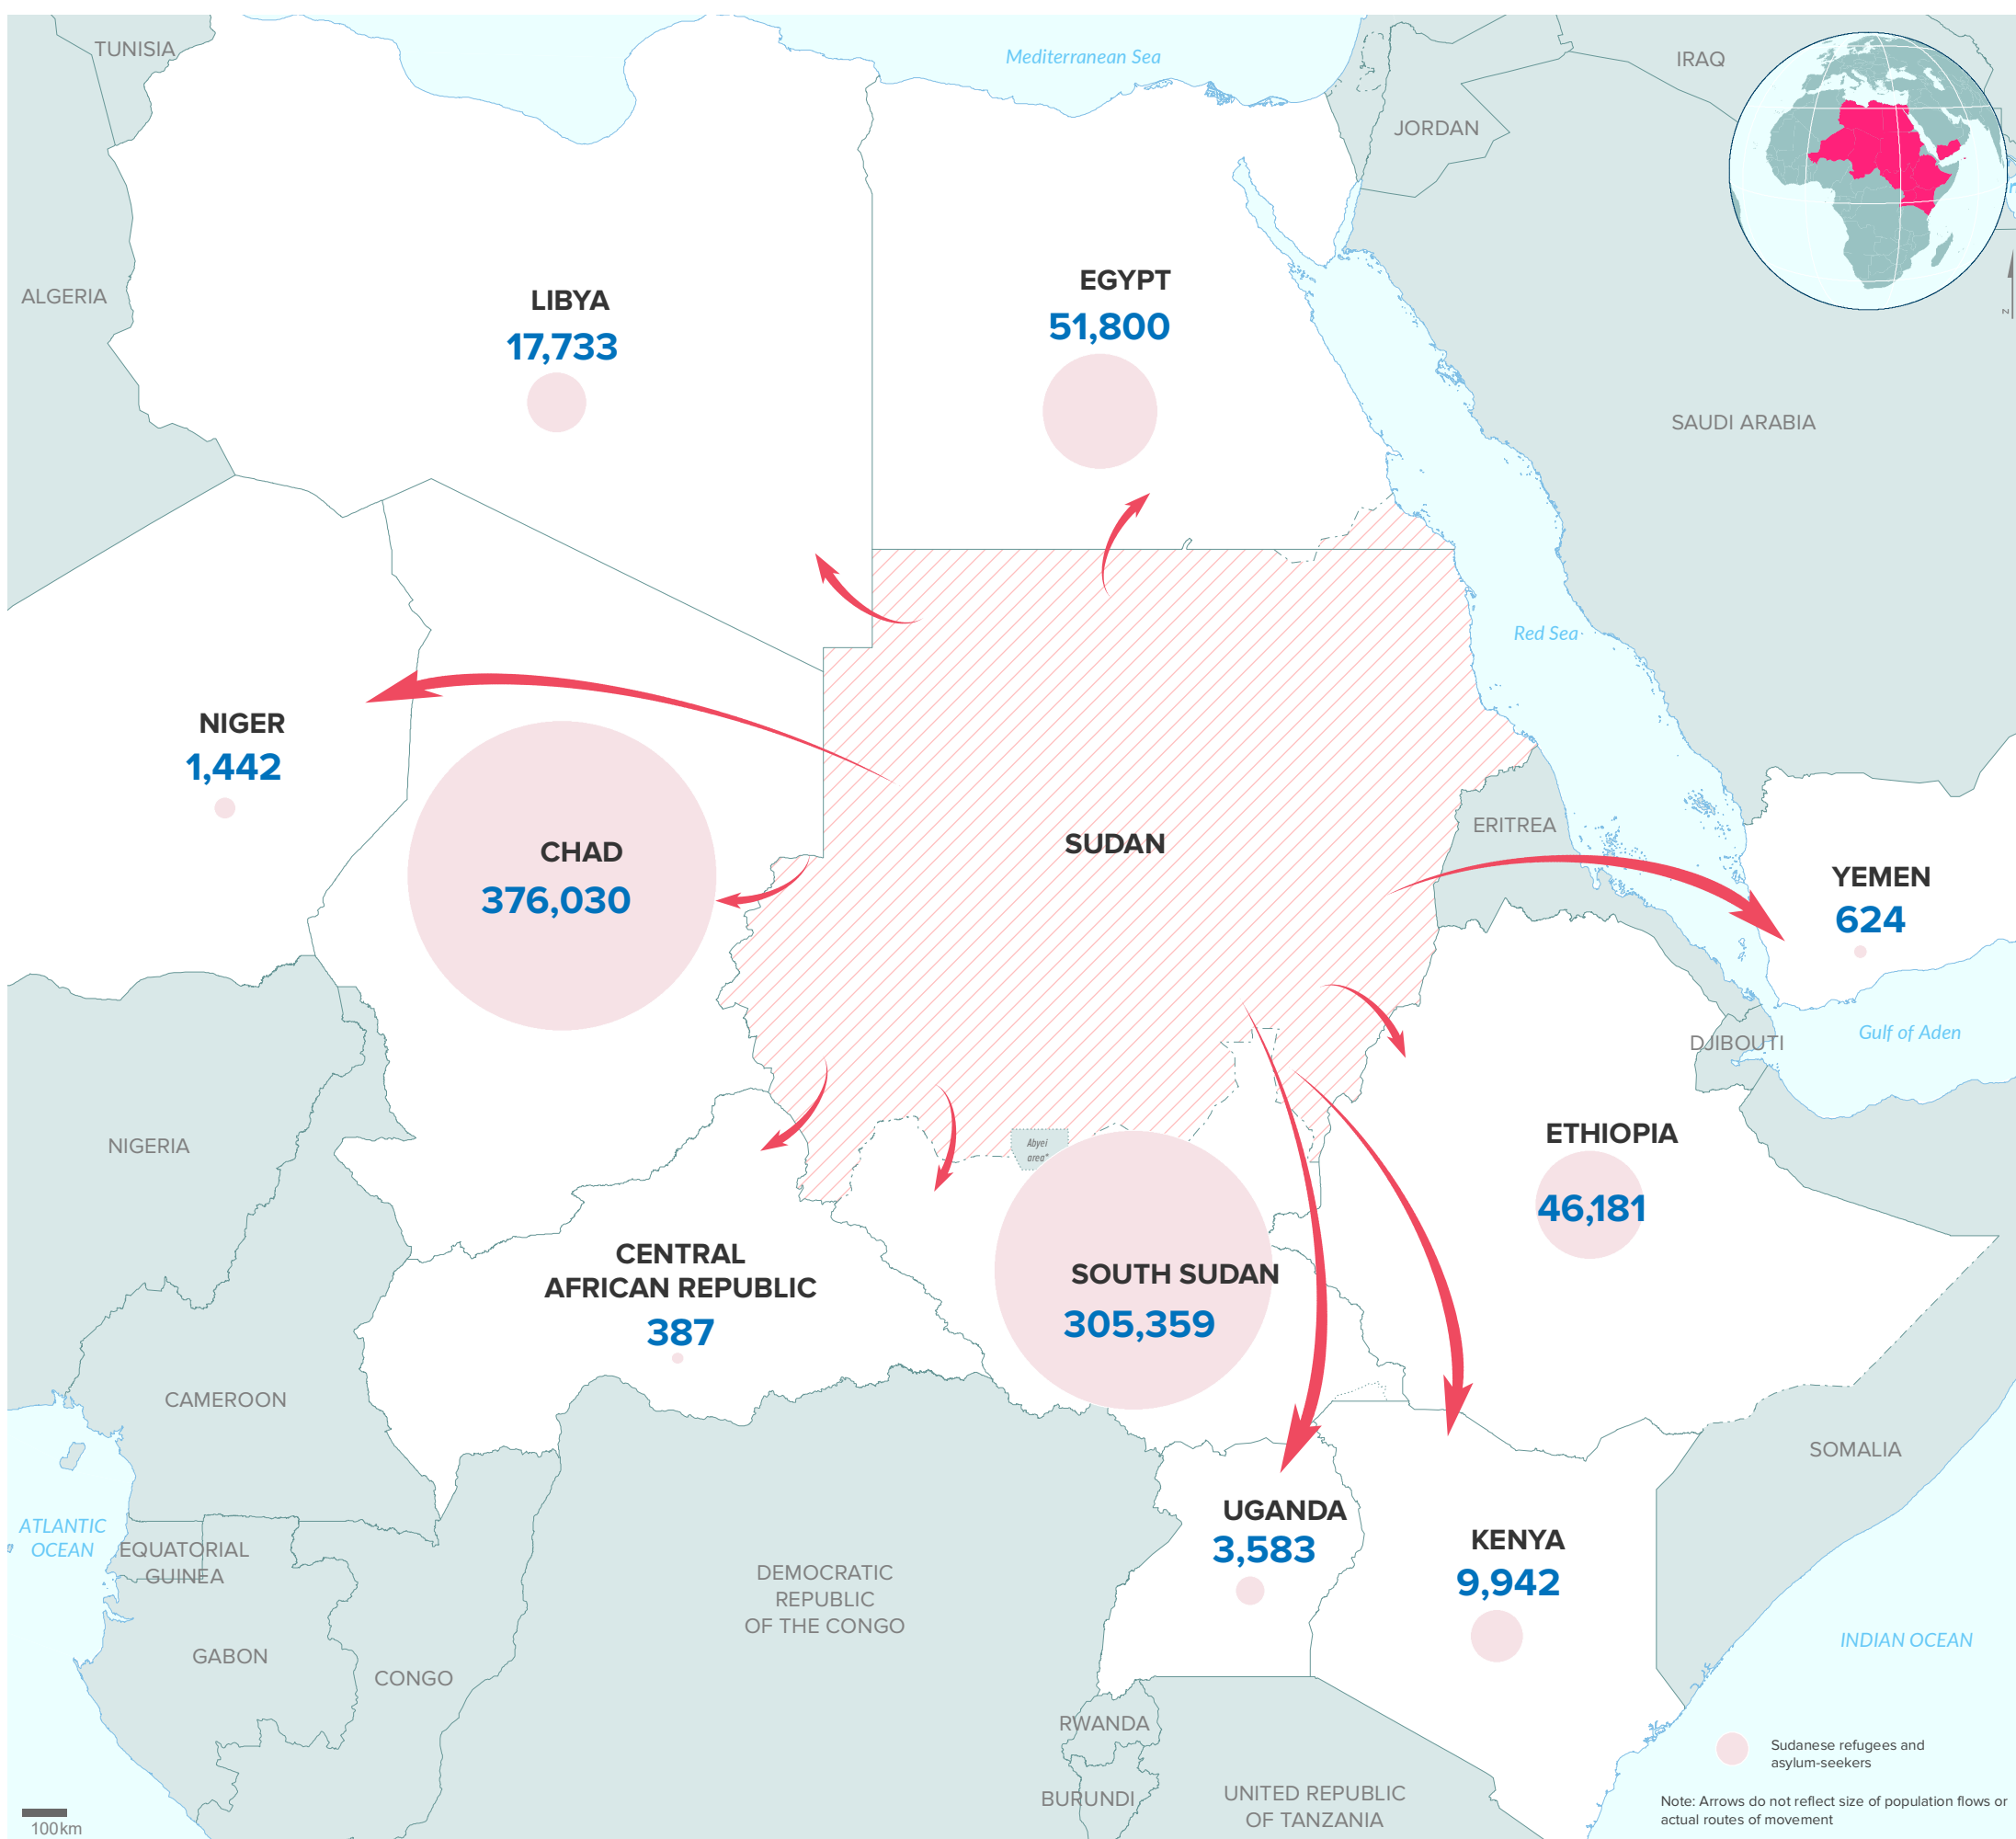 TUNISIA
Mediterranean Sea
IRAQ
JORDAN
ALGERIA
LIBYA
17,733
EGYPT
51,800
N
SAUDI ARABIA
Red Sea
NIGER
1,442
CHAD
376,030
SUDAN
ERITREA
YEMEN
624
Gulf of Aden
DJIBOUTI
NIGERIA
Abyei
area*
ETHIOPIA
46,181
CENTRAL
AFRICAN REPUBLIC
387
SOUTH SUDAN
305,359
CAMEROON
SOMALIA
ATLANTIC
OCEAN
EQUATORIAL
GUINEA
UGANDA
3,583
KENYA
9,942
DEMOCRATIC
REPUBLIC
OF THE CONGO
GABON
CONGO
INDIAN OCEAN
RWANDA
BURUNDI
UNITED REPUBLIC
OF TANZANIA
Sudanese refugees and
asylum-seekers
Note: Arrows do not reflect size of population flows or
actual routes of movement
100km